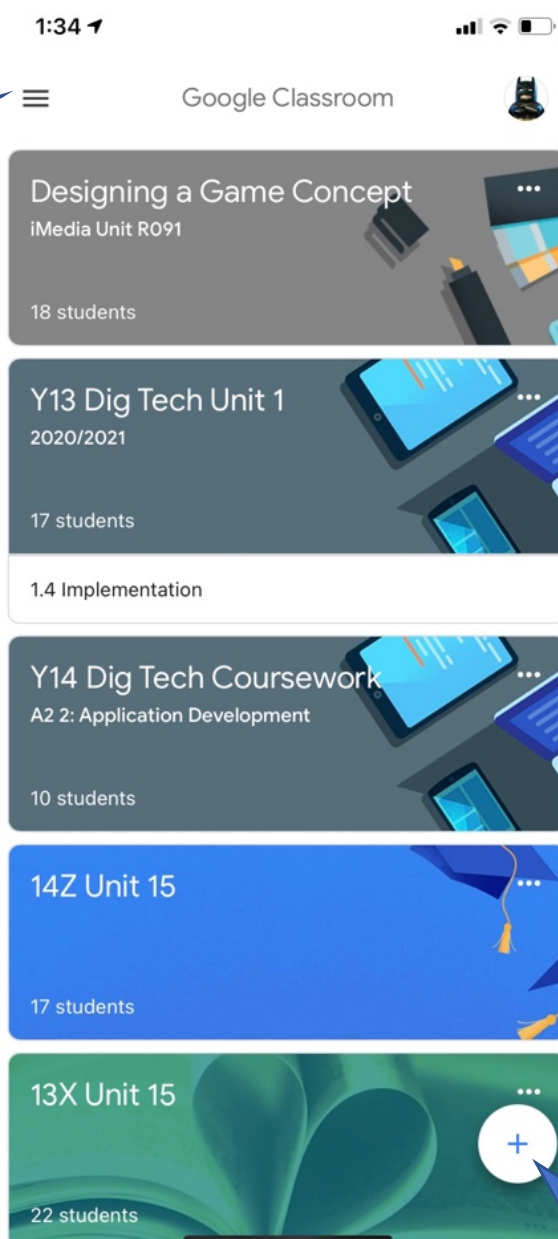 1:34
Google Classroom
Designing a Game Concept
iMedia Unit R091
18 students
Y13 Dig Tech Unit 1
2020/2021
17 students
1.4 Implementation
Y14 Dig Tech Coursework
A2 2: Application Development
10 students
14Z Unit 15
17 students
13X Unit 15
22 students